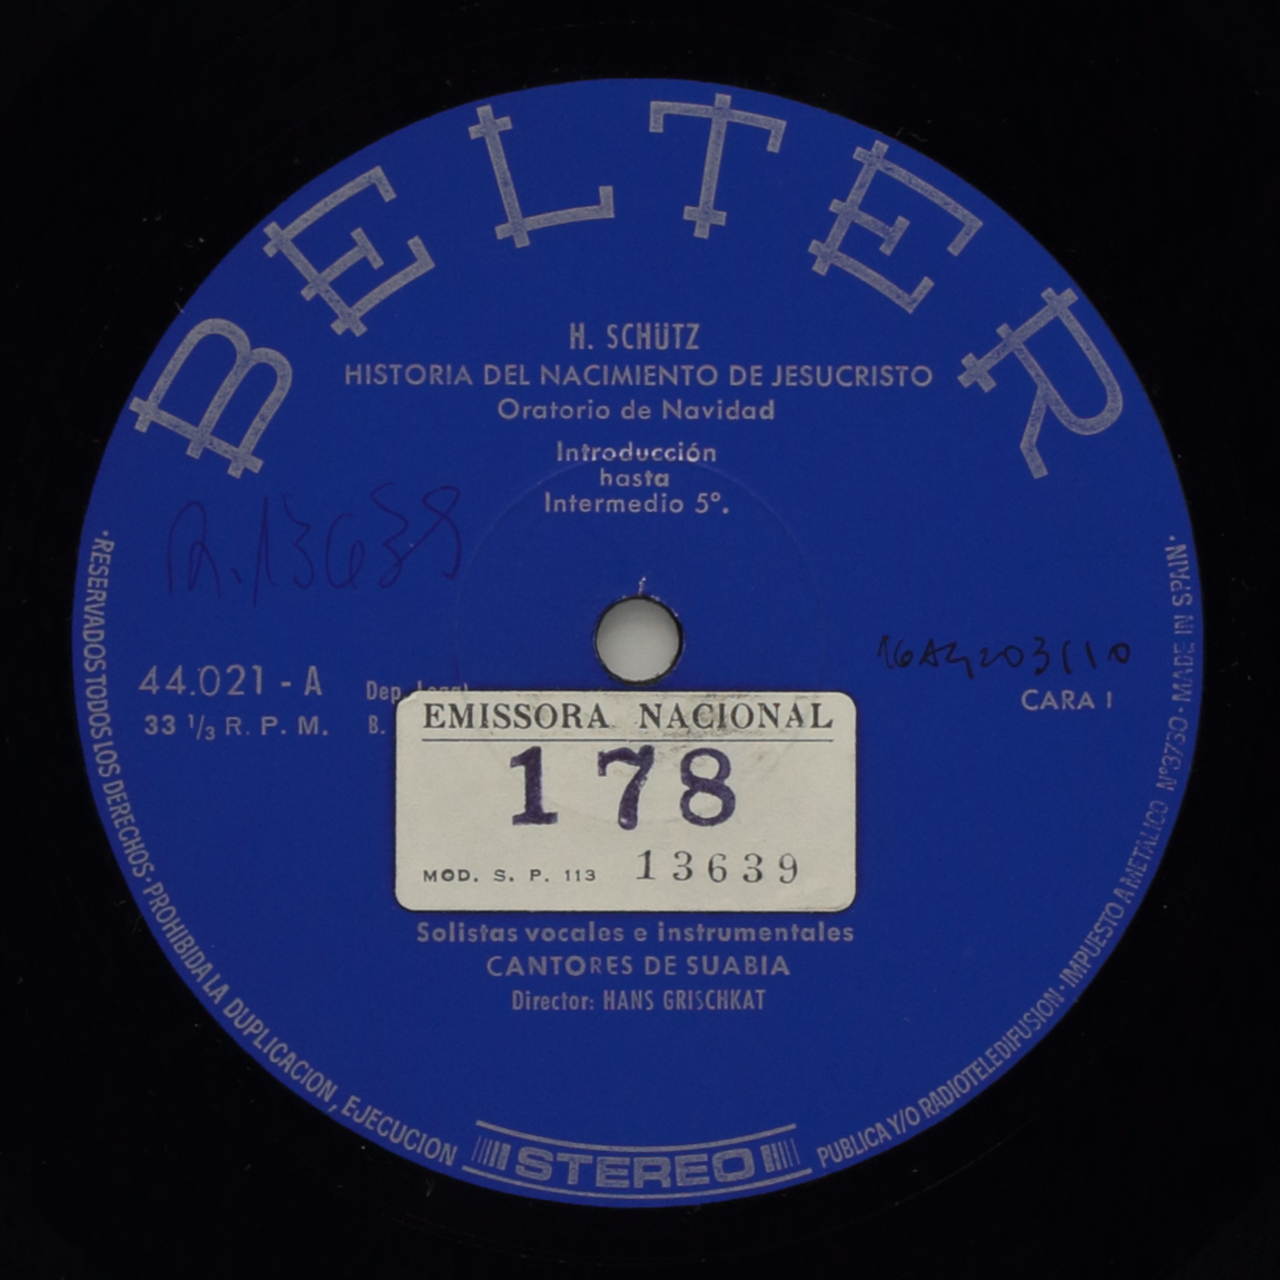 BELTER
H. SCHÜTZ
HISTORIA DEL NACIMIENTO DE JESUCRISTO
Oratorio de Navidad
Introducción
hasta
Intermedio 5º.
R.13639
44.021 - A
33 1/3 R. P. M.
Dep. Legal
B.
CARA I
EMISSORA NACIONAL
178
MOD. S. P. 113 13639
Solistas vocales e instrumentales
CANTORES DE SUABIA
Director: HANS GRISCHKAT
·RESERVADOS TODOS LOS DERECHOS·PROHIBIDA LA DUPLICACION, EJECUCION
STEREO
PUBLICA Y/O RADIOTELEDIFUSION·IMPUESTO A METALICO Nº3730·MADE IN SPAIN·